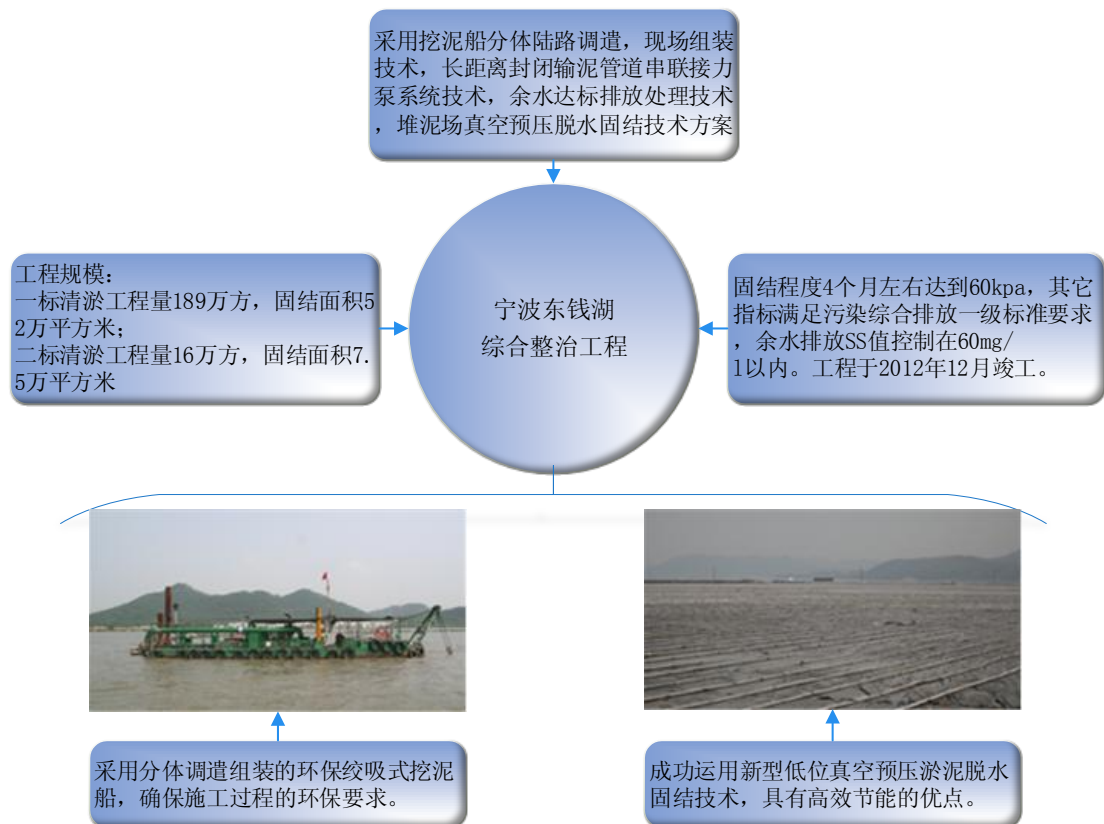 采用挖泥船分体陆路调遣，现场组装
技术，长距离封闭输泥管道串联接力
泵系统技术，余水达标排放处理技术
，堆泥场真空预压脱水固结技术方案
工程规模：
一标清淤工程量189万方，固结面积5
2万平方米；
二标清淤工程量16万方，固结面积7.
5万平方米
宁波东钱湖
综合整治工程
固结程度4个月左右达到60kpa，其它
指标满足污染综合排放一级标准要求
，余水排放SS值控制在60mg/
l以内。工程于2012年12月竣工。
采用分体调遣组装的环保绞吸式挖泥
船，确保施工过程的环保要求。
成功运用新型低位真空预压淤泥脱水
固结技术，具有高效节能的优点。